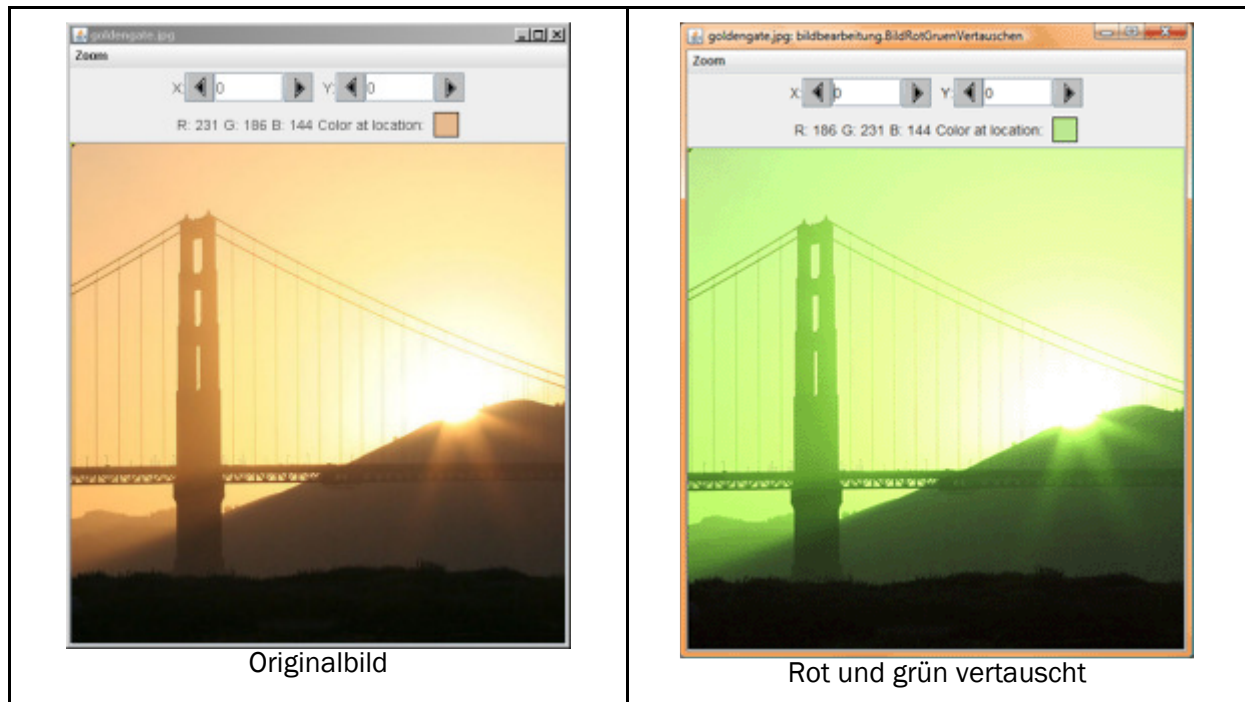 goldengate.jpg
Zoom
X: 0 Y: 0
R: 231 G: 186 B: 144 Color at location:
Originalbild
goldengate.jpg: bildbearbeitung.BildRotGruenVertauschen
Zoom
X: 0 Y: 0
R: 186 G: 231 B: 144 Color at location:
Rot und grün vertauscht